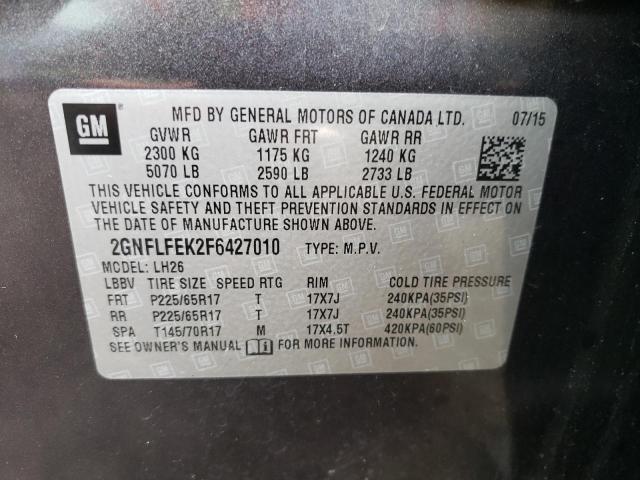 GM
MFD BY GENERAL MOTORS OF CANADA LTD. 07/15
GVWR GAWR FRT GAWR RR
2300 KG 1175 KG 1240 KG
5070 LB 2590 LB 2733 LB
THIS VEHICLE CONFORMS TO ALL APPLICABLE U.S. FEDERAL MOTOR
VEHICLE SAFETY AND THEFT PREVENTION STANDARDS IN EFFECT ON
THE DATE OF MANUFACTURE SHOWN ABOVE.
2GNFLFEK2F6427010 TYPE: M.P.V.
MODEL: LH26
LBBV TIRE SIZE SPEED RTG RIM COLD TIRE PRESSURE
FRT P225/65R17 T 17X7J 240KPA(35PSI)
RR P225/65R17 T 17X7J 240KPA(35PSI)
SPA T145/70R17 M 17X4.5T 420KPA(60PSI)
SEE OWNER'S MANUAL FOR MORE INFORMATION.